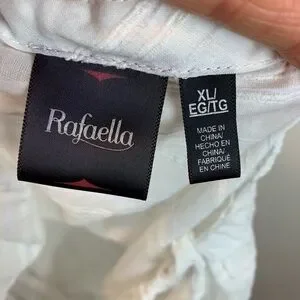 Rafaella
XL/
EG/TG
MADE IN
CHINA/
HECHO EN
CHINA/
FABRIQUÉ
EN CHINE